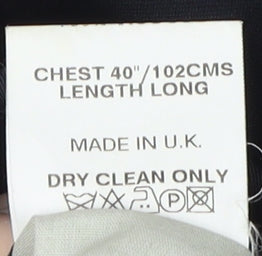 CHEST 40"/102CMS
LENGTH LONG
MADE IN U.K.
DRY CLEAN ONLY
P